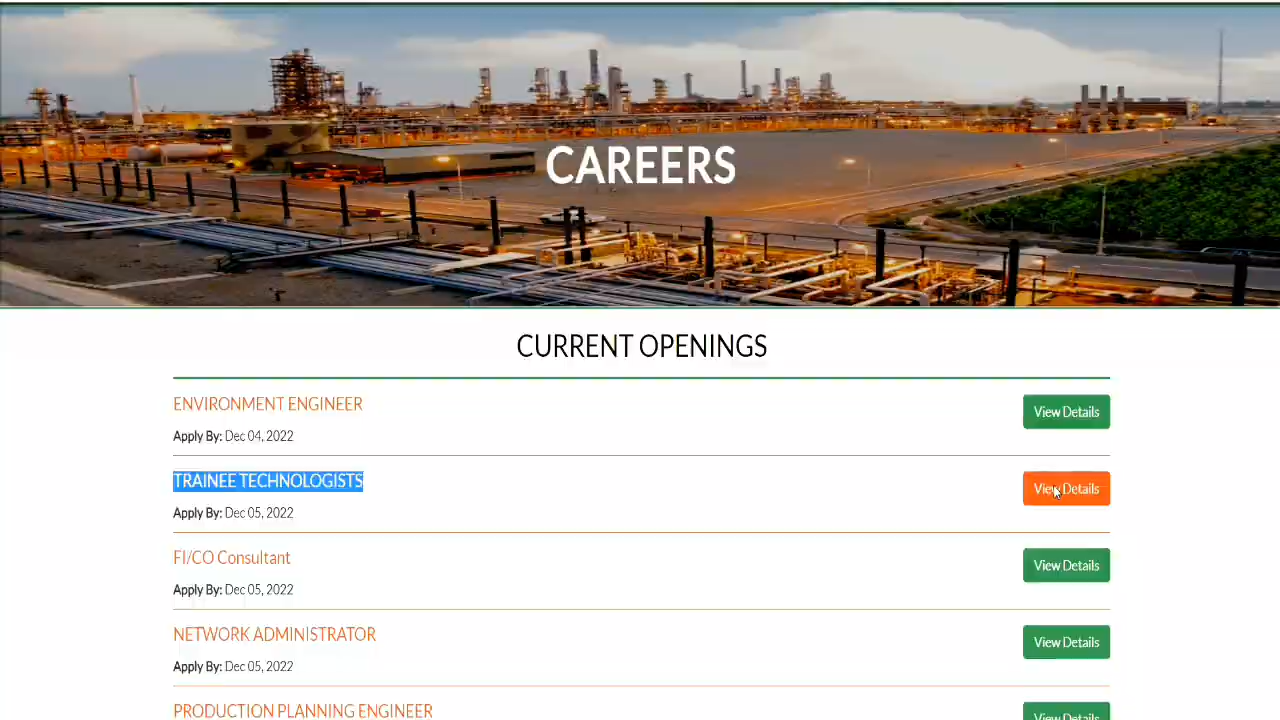 CAREERS
CURRENT OPENINGS
ENVIRONMENT ENGINEER
View Details
Apply By: Dec 04, 2022
TRAINEE TECHNOLOGISTS
View Details
Apply By: Dec 05, 2022
FI/CO Consultant
View Details
Apply By: Dec 05, 2022
NETWORK ADMINISTRATOR
View Details
Apply By: Dec 05, 2022
PRODUCTION PLANNING ENGINEER
View Details